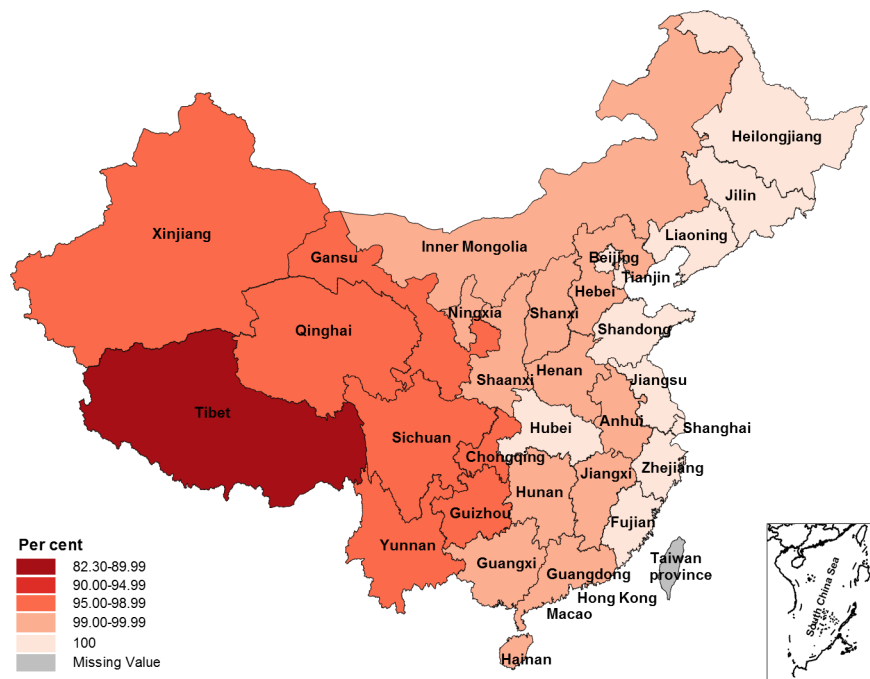 Heilongjiang
Jilin
Xinjiang
Liaoning
Inner Mongolia
Gansu
Beijing
Tianjin
Hebei
Ningxia
Shanxi
Qinghai
Shandong
Henan
Shaanxi
Jiangsu
Tibet
Anhui
Hubei
Shanghai
Sichuan
Chongqing
Zhejiang
Jiangxi
Hunan
Guizhou
Fujian
Yunnan
Guangxi
Guangdong
Taiwan
province
Hong Kong
Macao
Hainan
South China Sea
Per cent
82.30-89.99
90.00-94.99
95.00-98.99
99.00-99.99
100
Missing Value